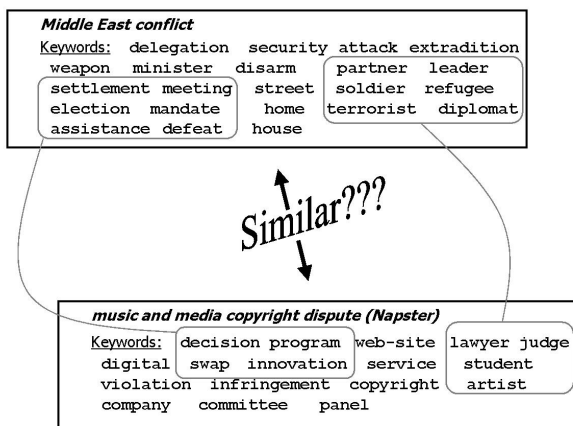 Middle East conflict
Keywords: delegation security attack extradition
weapon minister disarm partner leader
settlement meeting street soldier refugee
election mandate home terrorist diplomat
assistance defeat house
Similar???
music and media copyright dispute (Napster)
Keywords: decision program web-site lawyer judge
digital swap innovation service student
violation infringement copyright artist
company committee panel